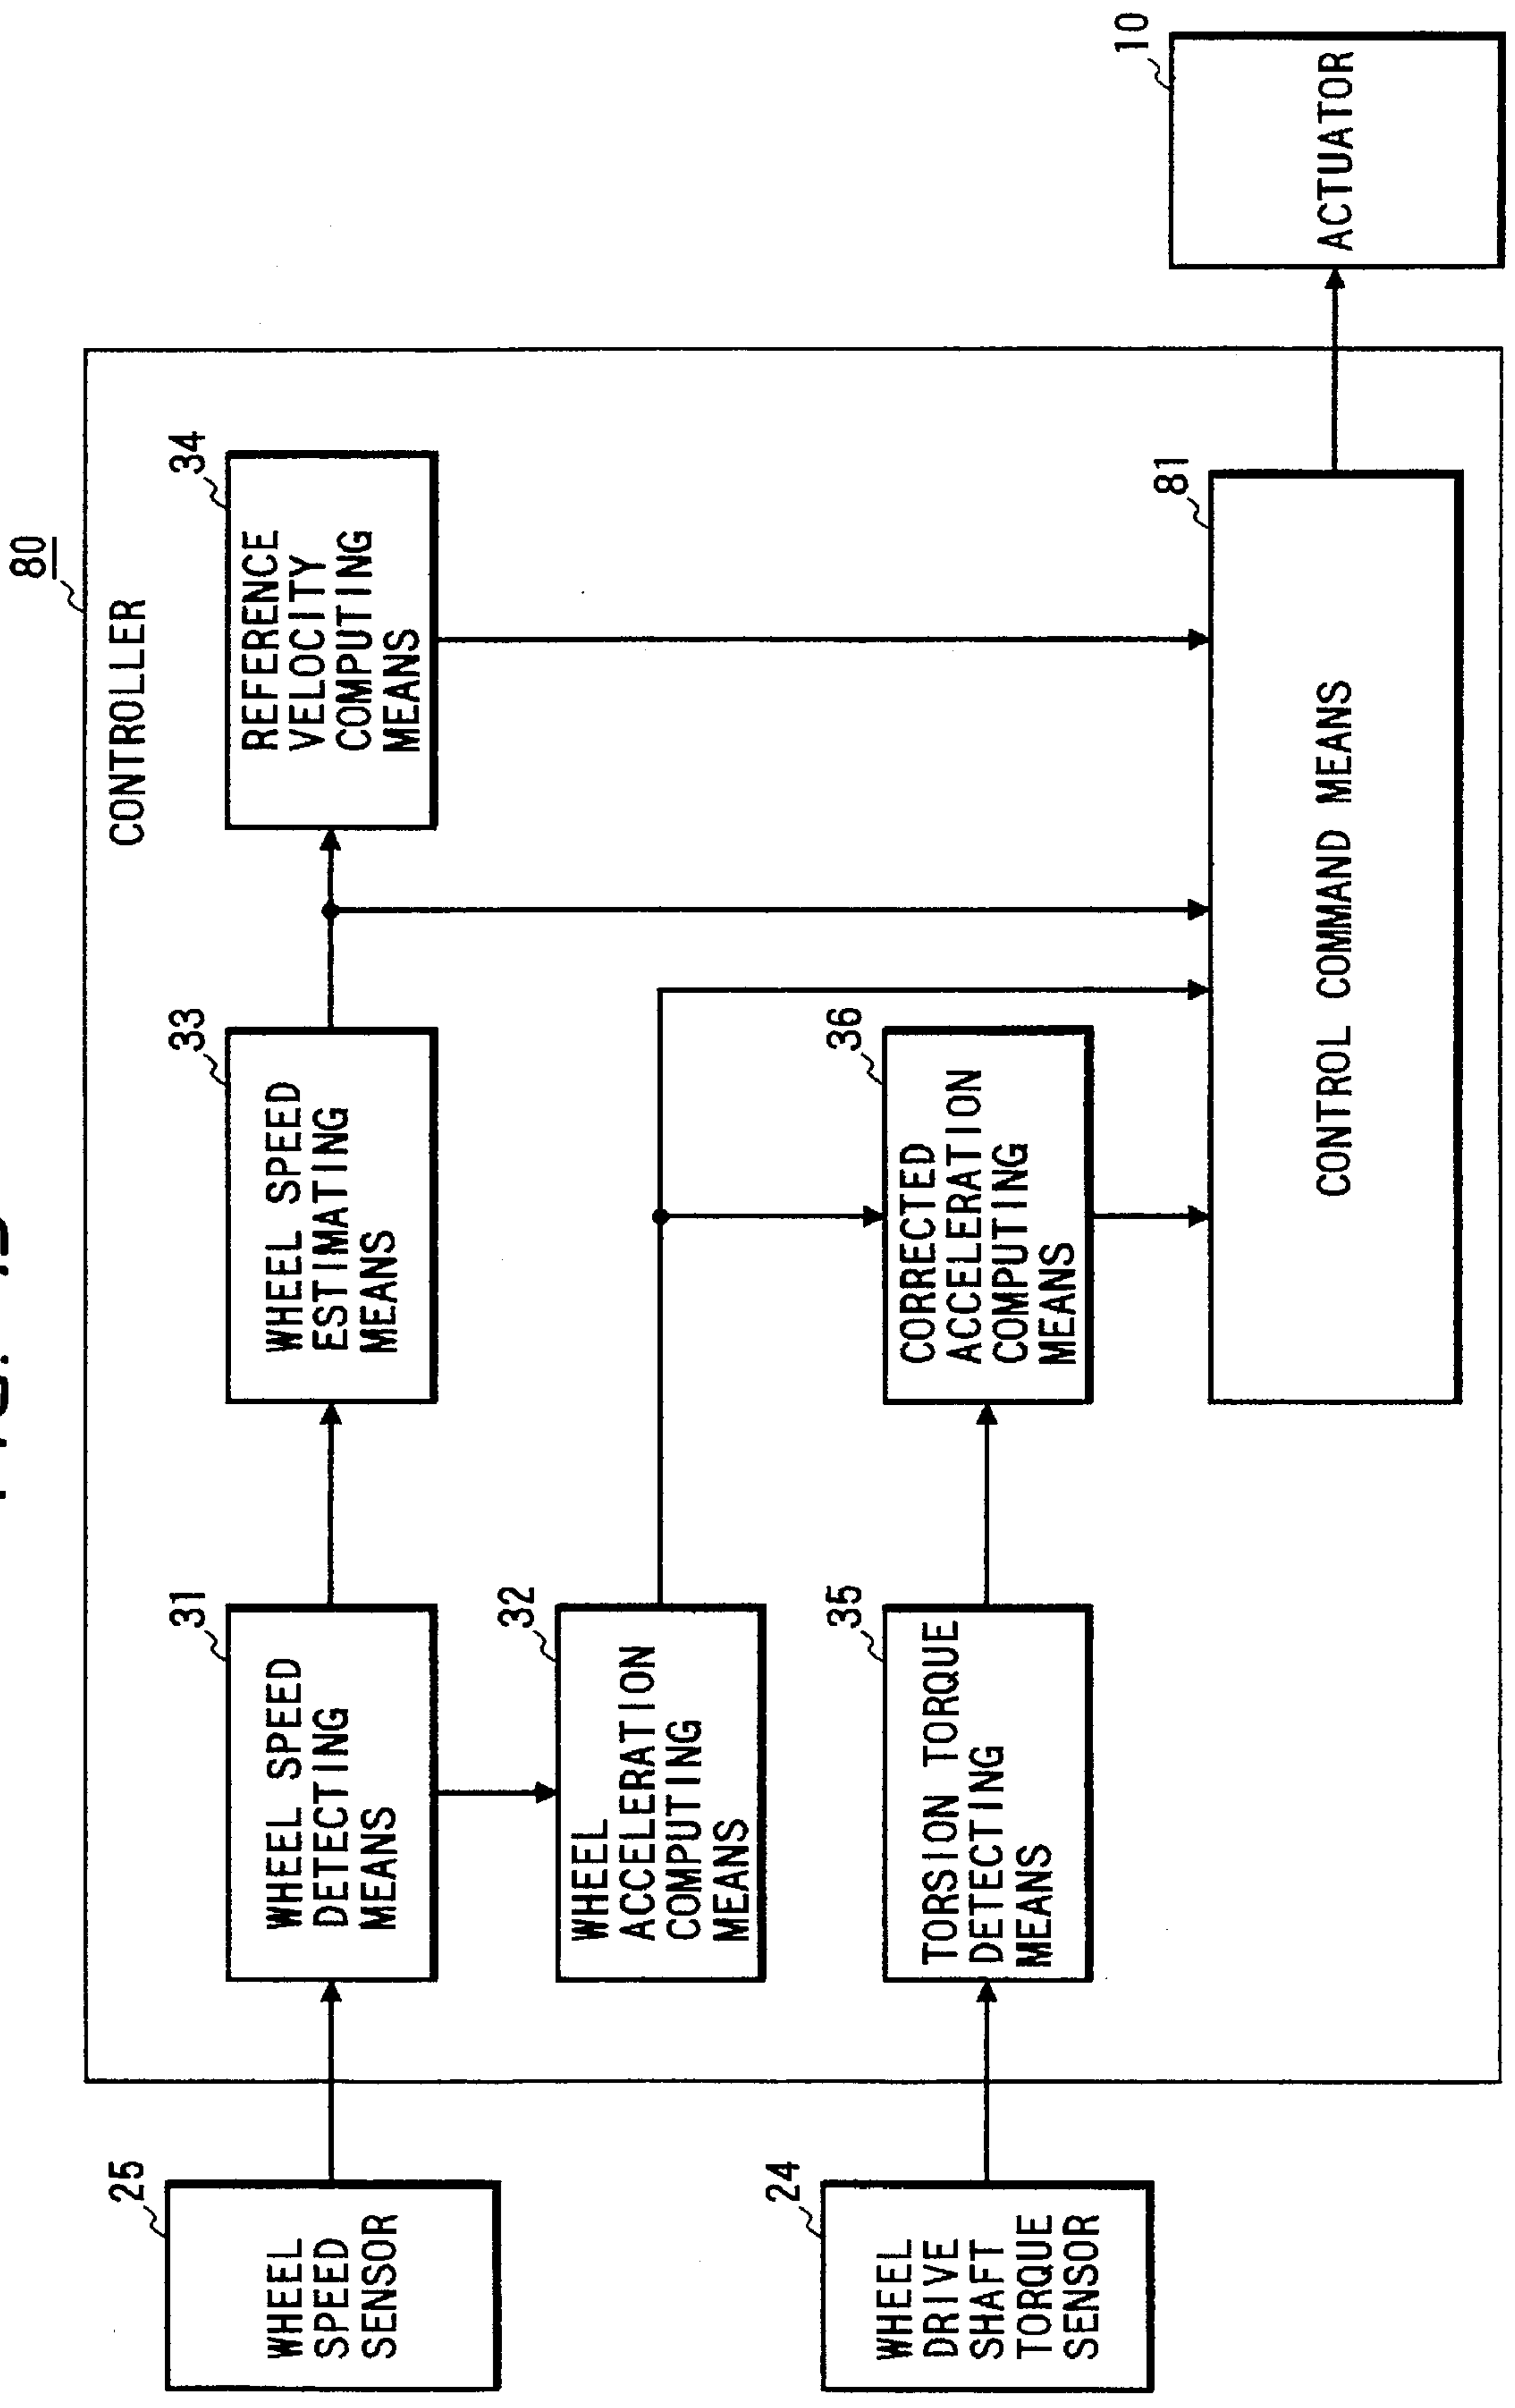 80
CONTROLLER
25
WHEEL
SPEED
SENSOR
31
WHEEL SPEED
DETECTING
MEANS
33
WHEEL SPEED
ESTIMATING
MEANS
34
REFERENCE
VELOCITY
COMPUTING
MEANS
32
WHEEL
ACCELERATION
COMPUTING
MEANS
24
WHEEL
DRIVE
SHAFT
TORQUE
SENSOR
35
TORSION TORQUE
DETECTING
MEANS
36
CORRECTED
ACCELERATION
COMPUTING
MEANS
81
CONTROL COMMAND MEANS
10
ACTUATOR